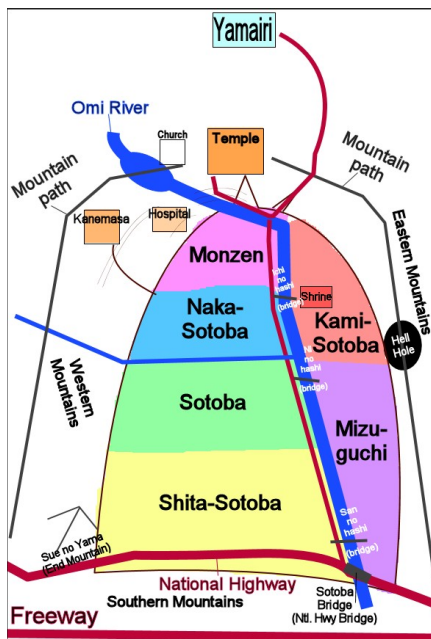 Yamairi
Omi River
Church
Temple
Mountain
path
Mountain
path
Kanemasa
Hospital
Eastern Mountains
Monzen
Ichi
no
hashi
(bridge)
Shrine
Naka-
Sotoba
Kami-
Sotoba
Hell
Hole
Ni
no
hashi
(bridge)
Western
Mountains
Sotoba
Mizu-
guchi
Shita-Sotoba
San
no
hashi
(bridge)
Sue no Yama
(End Mountain)
National Highway
Southern Mountains
Sotoba
Bridge
(Ntl. Hwy Bridge)
Freeway